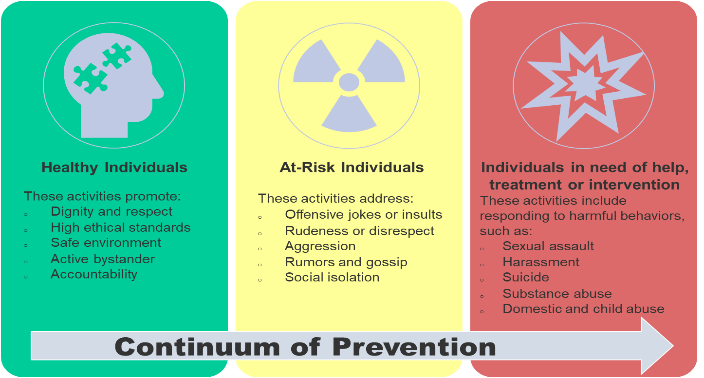 Healthy Individuals
These activities promote:
Dignity and respect
High ethical standards
Safe environment
Active bystander
Accountability
At-Risk Individuals
These activities address:
Offensive jokes or insults
Rudeness or disrespect
Aggression
Rumors and gossip
Social isolation
Individuals in need of help,
treatment or intervention
These activities include
responding to harmful behaviors,
such as:
Sexual assault
Harassment
Suicide
Substance abuse
Domestic and child abuse
Continuum of Prevention